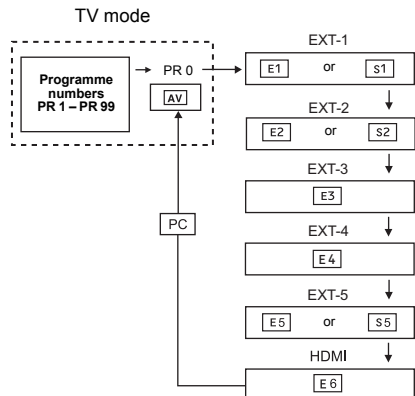 TV mode
Programme
numbers
PR 1 – PR 99
PR 0
AV
EXT-1
E1 or S1
EXT-2
E2 or S2
EXT-3
E3
EXT-4
E4
EXT-5
E5 or S5
HDMI
E6
PC